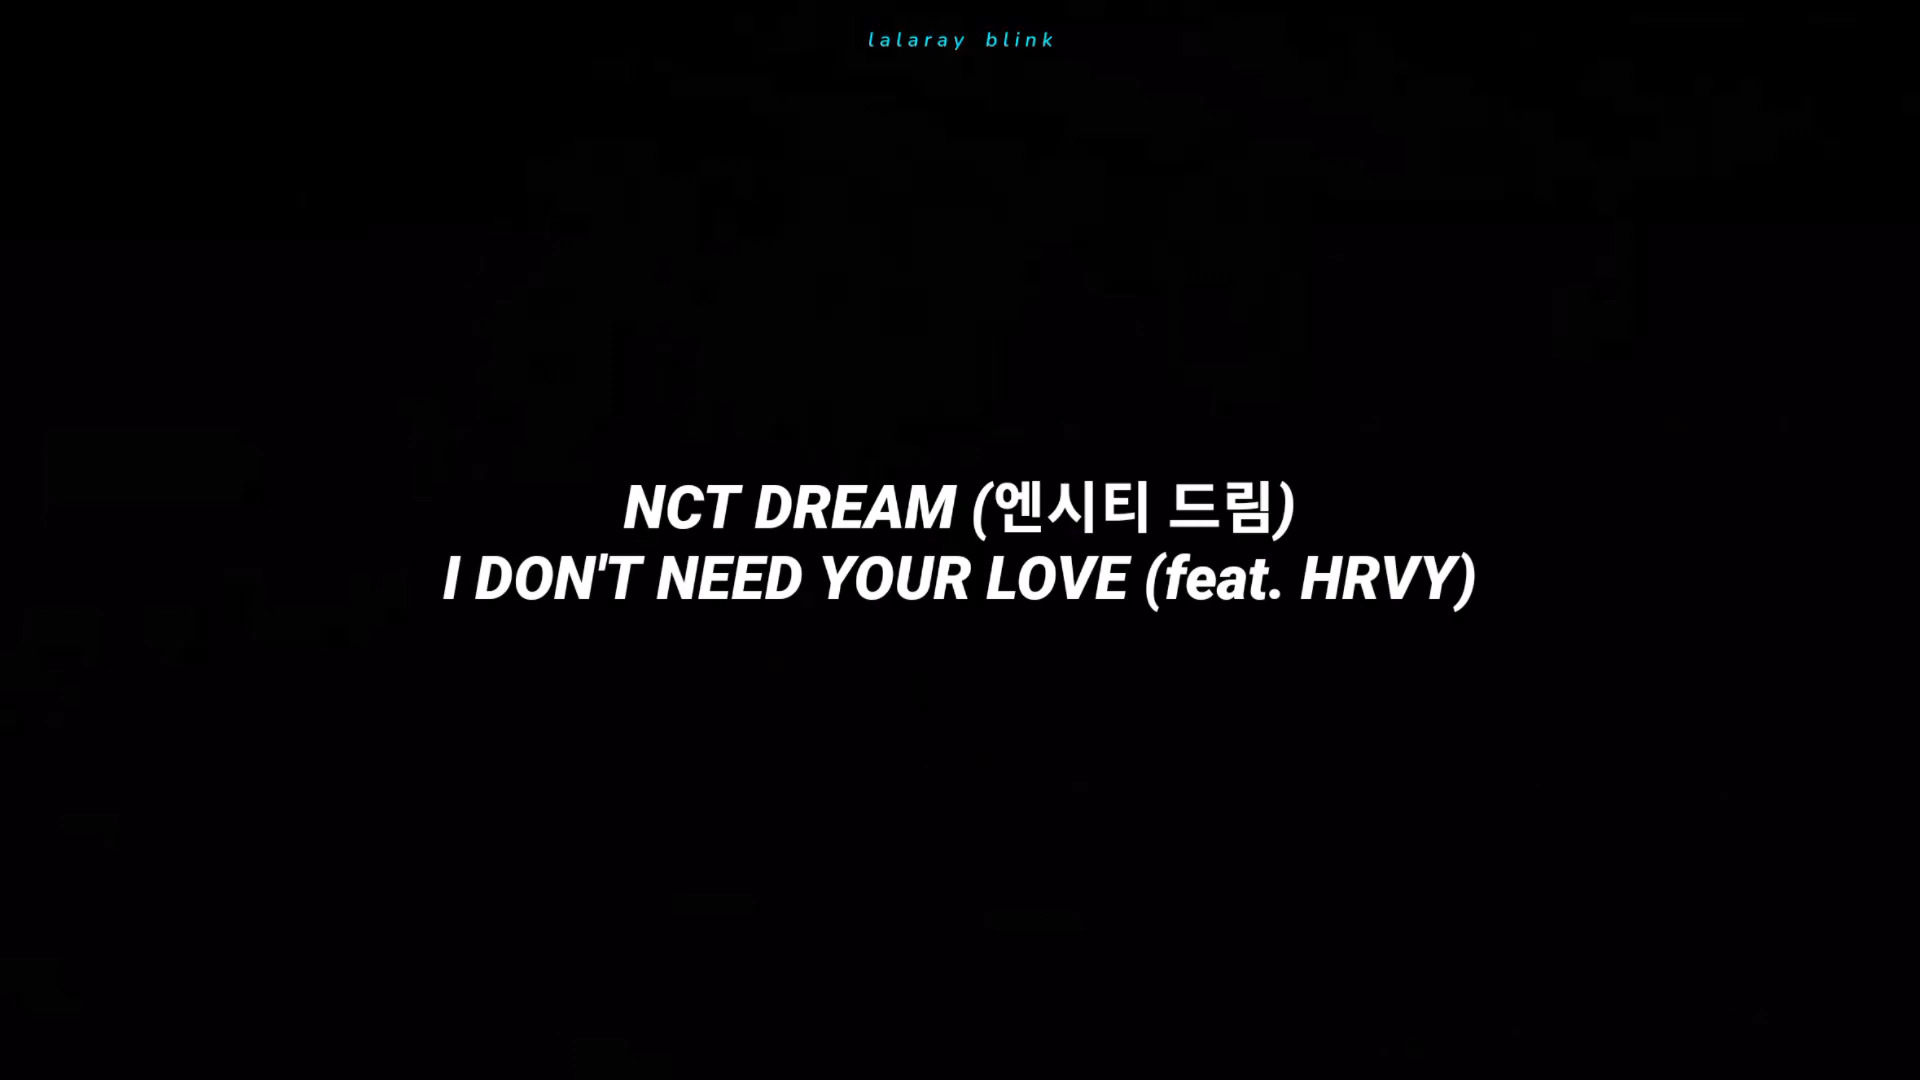 lalaray blink
NCT DREAM (엔시티 드림)
I DON'T NEED YOUR LOVE (feat. HRVY)